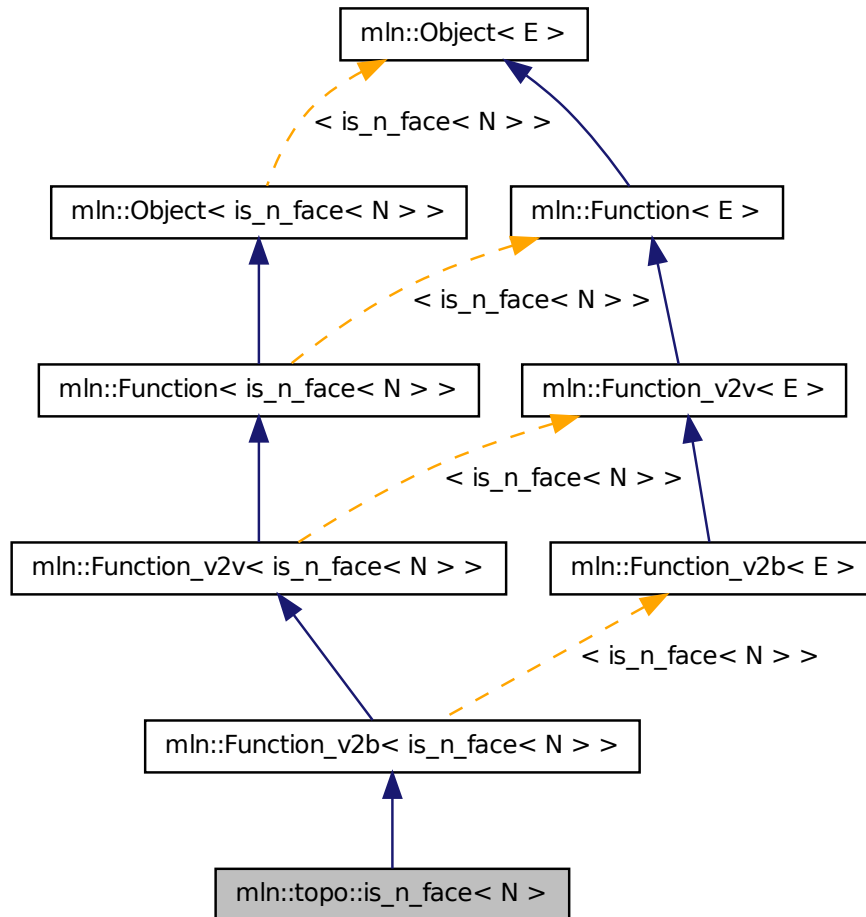 mln::Object< E >
< is_n_face< N > >
mln::Object< is_n_face< N > >
mln::Function< E >
< is_n_face< N > >
mln::Function< is_n_face< N > >
mln::Function_v2v< E >
< is_n_face< N > >
mln::Function_v2v< is_n_face< N > >
mln::Function_v2b< E >
< is_n_face< N > >
mln::Function_v2b< is_n_face< N > >
mln::topo::is_n_face< N >